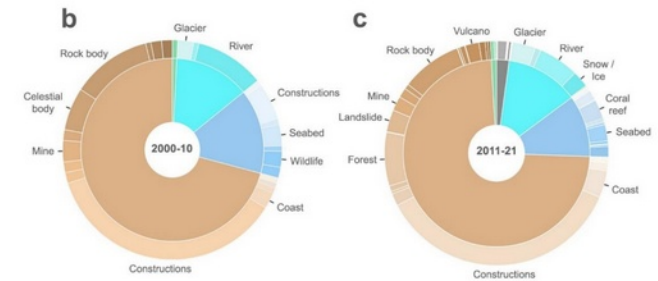 b
Glacier
River
Rock body
Constructions
Celestial
body
Seabed
Mine
2000-10
Wildlife
Coast
Constructions
c
Vulcano
Glacier
Rock body
River
Snow /
Ice
Mine
Coral
reef
Landslide
Seabed
Forest
2011-21
Coast
Constructions